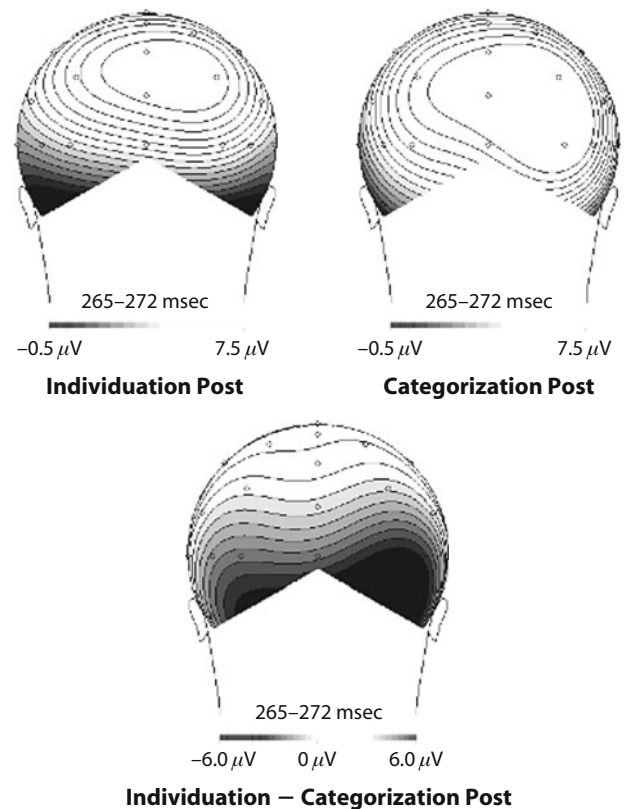 265–272 msec
–0.5 μV 7.5 μV
Individuation Post
265–272 msec
–0.5 μV 7.5 μV
Categorization Post
265–272 msec
–6.0 μV 0 μV 6.0 μV
Individuation – Categorization Post